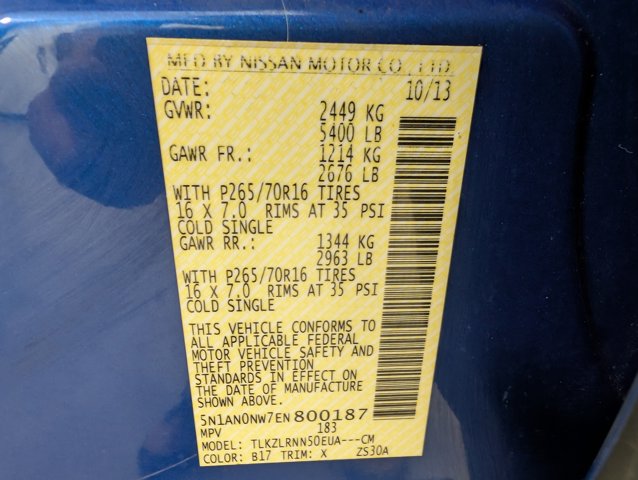 MFD BY NISSAN MOTOR CO., LTD.
DATE: 10/13
GVWR: 2449 KG
5400 LB
GAWR FR.: 1214 KG
2676 LB
WITH P265/70R16 TIRES
16 X 7.0 RIMS AT 35 PSI
COLD SINGLE
GAWR RR.: 1344 KG
2963 LB
WITH P265/70R16 TIRES
16 X 7.0 RIMS AT 35 PSI
COLD SINGLE
THIS VEHICLE CONFORMS TO
ALL APPLICABLE FEDERAL
MOTOR VEHICLE SAFETY AND
THEFT PREVENTION
STANDARDS IN EFFECT ON
THE DATE OF MANUFACTURE
SHOWN ABOVE.
5N1AN0NW7EN800187
MPV 183
MODEL: TLKZLRNN50EUA---CM
COLOR: B17 TRIM: X ZS30A